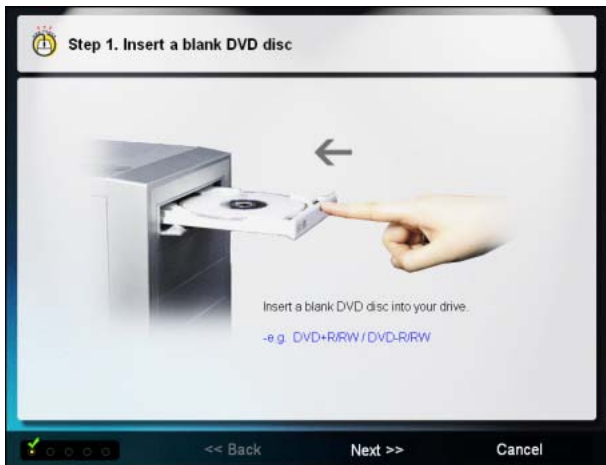 Step 1. Insert a blank DVD disc
Insert a blank DVD disc into your drive.
-e.g. DVD+R/RW / DVD-R/RW
<< Back
Next >>
Cancel